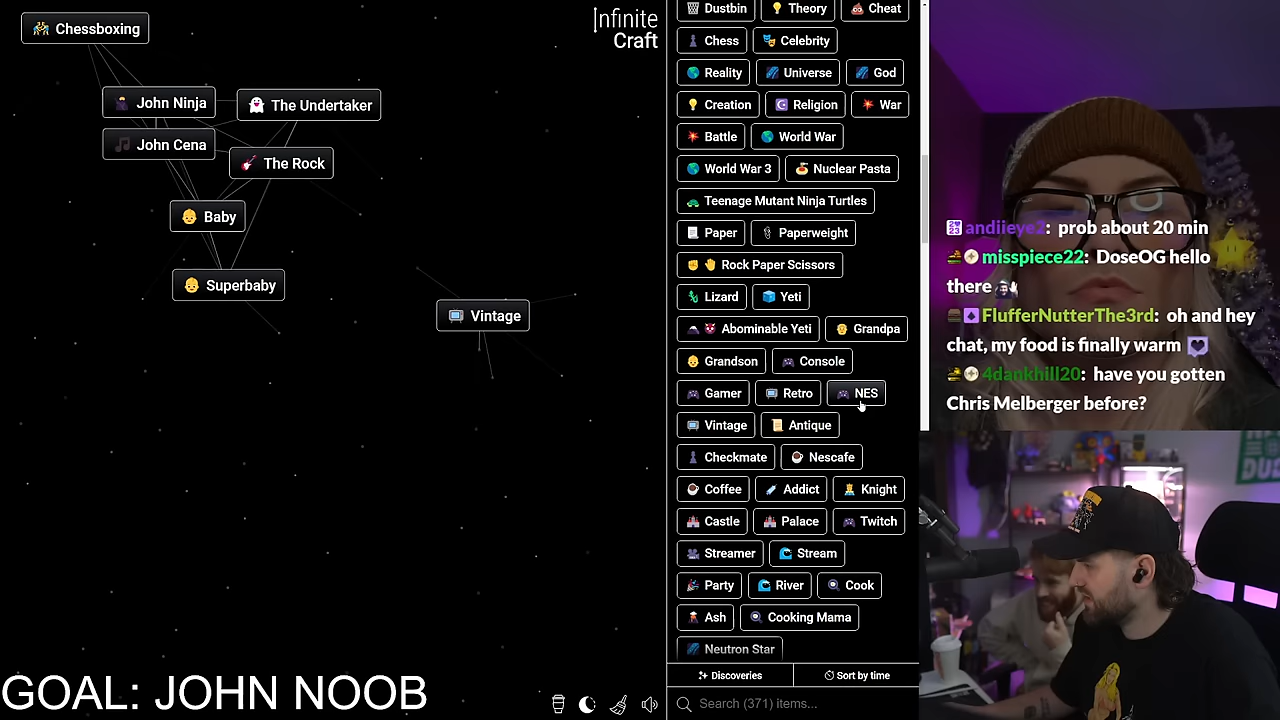 Chessboxing
Infinite
Craft
John Ninja
The Undertaker
John Cena
The Rock
Baby
Superbaby
Vintage
GOAL: JOHN NOOB
Dustbin
Theory
Cheat
Chess
Celebrity
Reality
Universe
God
Creation
Religion
War
Battle
World War
World War 3
Nuclear Pasta
Teenage Mutant Ninja Turtles
Paper
Paperweight
Rock Paper Scissors
Lizard
Yeti
Abominable Yeti
Grandpa
Grandson
Console
Gamer
Retro
NES
Vintage
Antique
Checkmate
Nescafe
Coffee
Addict
Knight
Castle
Palace
Twitch
Streamer
Stream
Party
River
Cook
Ash
Cooking Mama
Neutron Star
Discoveries
Sort by time
Search (371) items...
andiieye2: prob about 20 min
misspiece22: DoseOG hello
there
FlufferNutterThe3rd: oh and hey
chat, my food is finally warm
4dankhill20: have you gotten
Chris Melberger before?